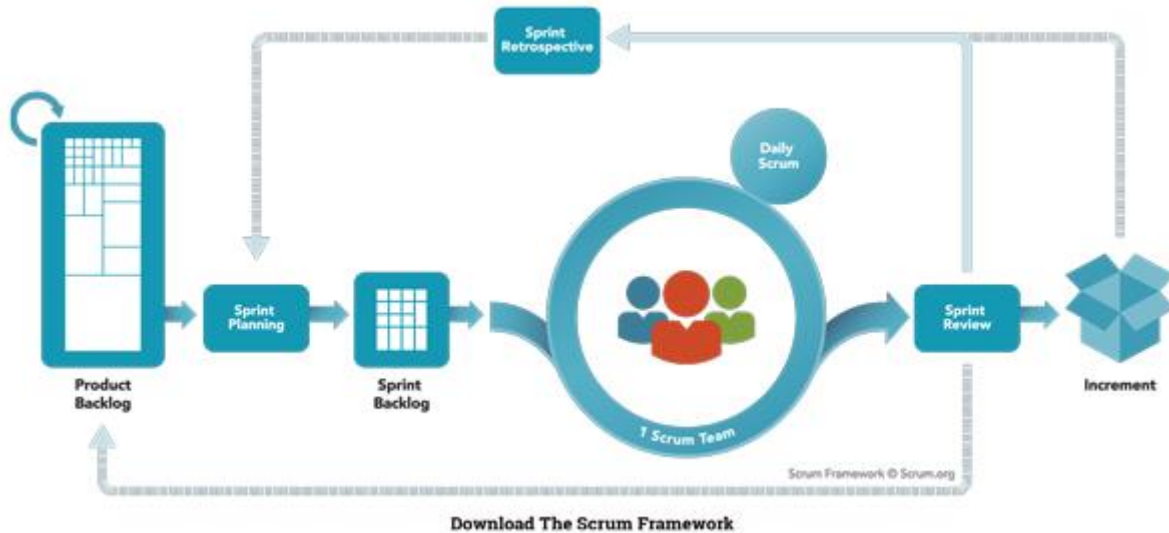 Sprint
Retrospective
Daily
Scrum
Sprint
Planning
Sprint
Review
Product
Backlog
Sprint
Backlog
Increment
1 Scrum Team
Scrum Framework © Scrum.org
Download The Scrum Framework